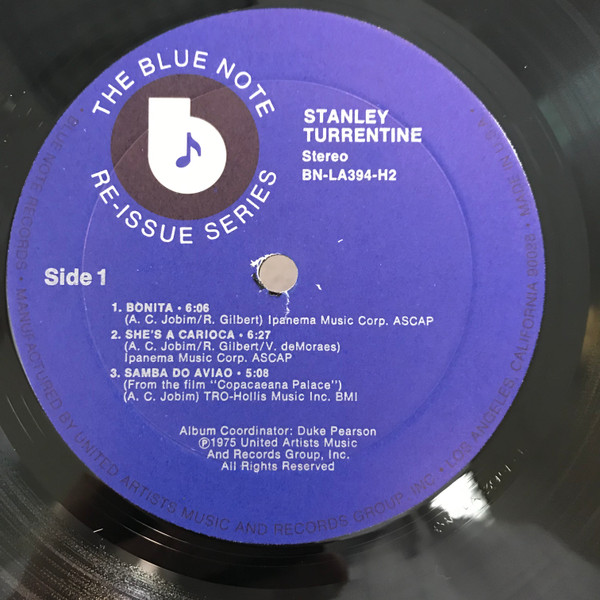 THE BLUE NOTE
RE-ISSUE SERIES
STANLEY
TURRENTINE
Stereo
BN-LA394-H2
Side 1
1. BONITA • 6:06
(A. C. Jobim/R. Gilbert) Ipanema Music Corp. ASCAP
2. SHE'S A CARIOCA • 6:27
(A. C. Jobim/R. Gilbert/V. deMoraes)
Ipanema Music Corp. ASCAP
3. SAMBA DO AVIAO • 5:08
(From the film "Copacaeana Palace")
(A. C. Jobim) TRO-Hollis Music Inc. BMI
Album Coordinator: Duke Pearson
Ⓟ1975 United Artists Music
And Records Group, Inc.
All Rights Reserved
• BLUE NOTE RECORDS • MANUFACTURED BY UNITED ARTISTS MUSIC AND RECORDS GROUP, INC • LOS ANGELES, CALIFORNIA 90028 • MADE IN U.S.A.